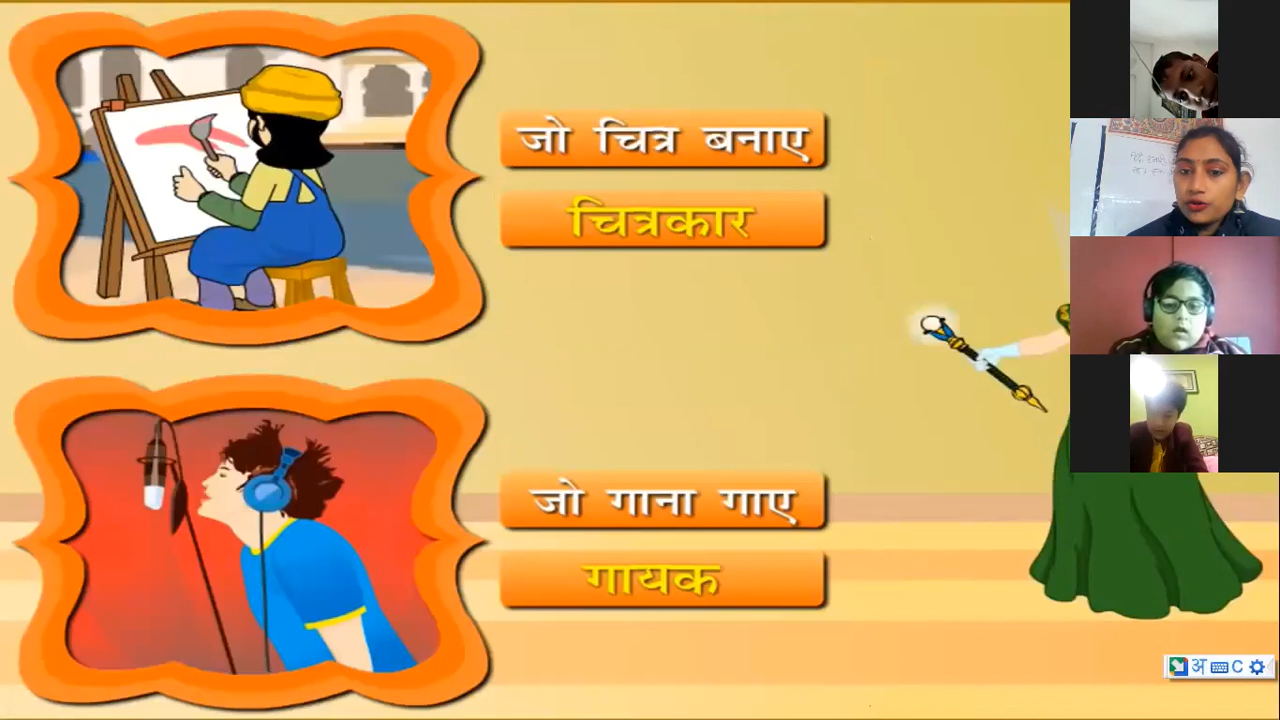 जो चित्र बनाए
चित्रकार
जो गाना गाए
गायक
अ
C